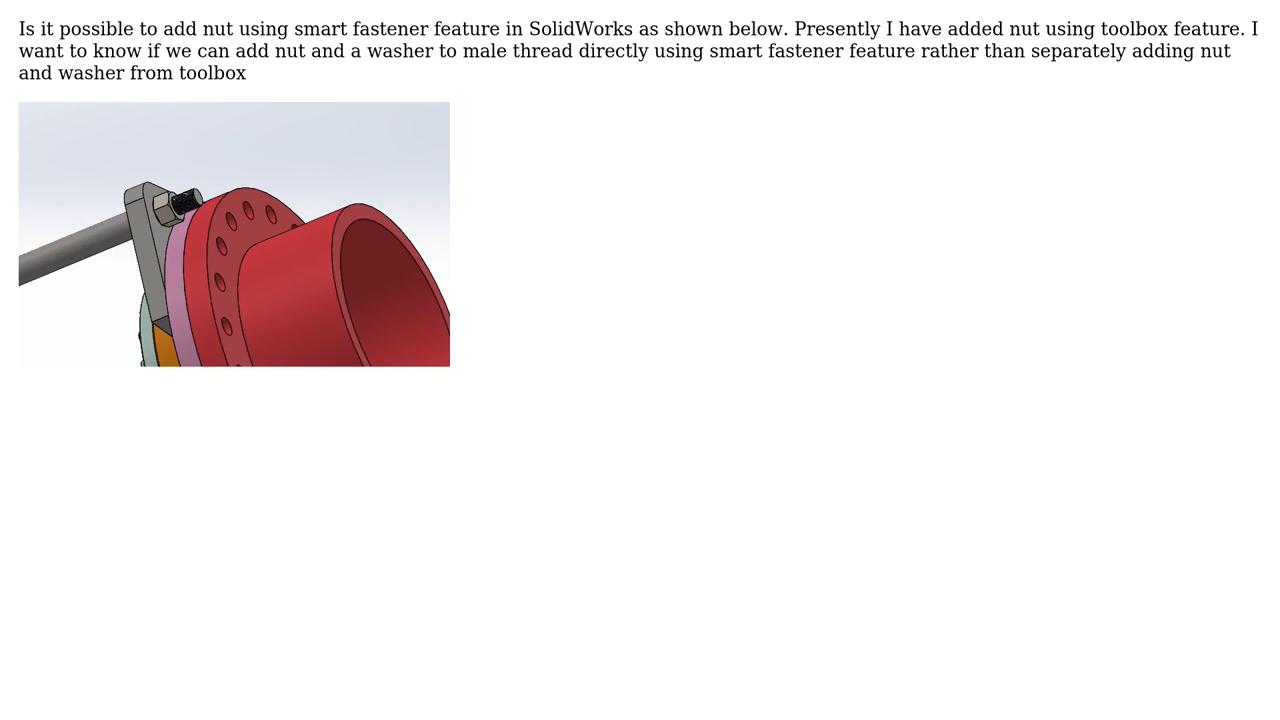 Is it possible to add nut using smart fastener feature in SolidWorks as shown below. Presently I have added nut using toolbox feature. I
want to know if we can add nut and a washer to male thread directly using smart fastener feature rather than separately adding nut
and washer from toolbox